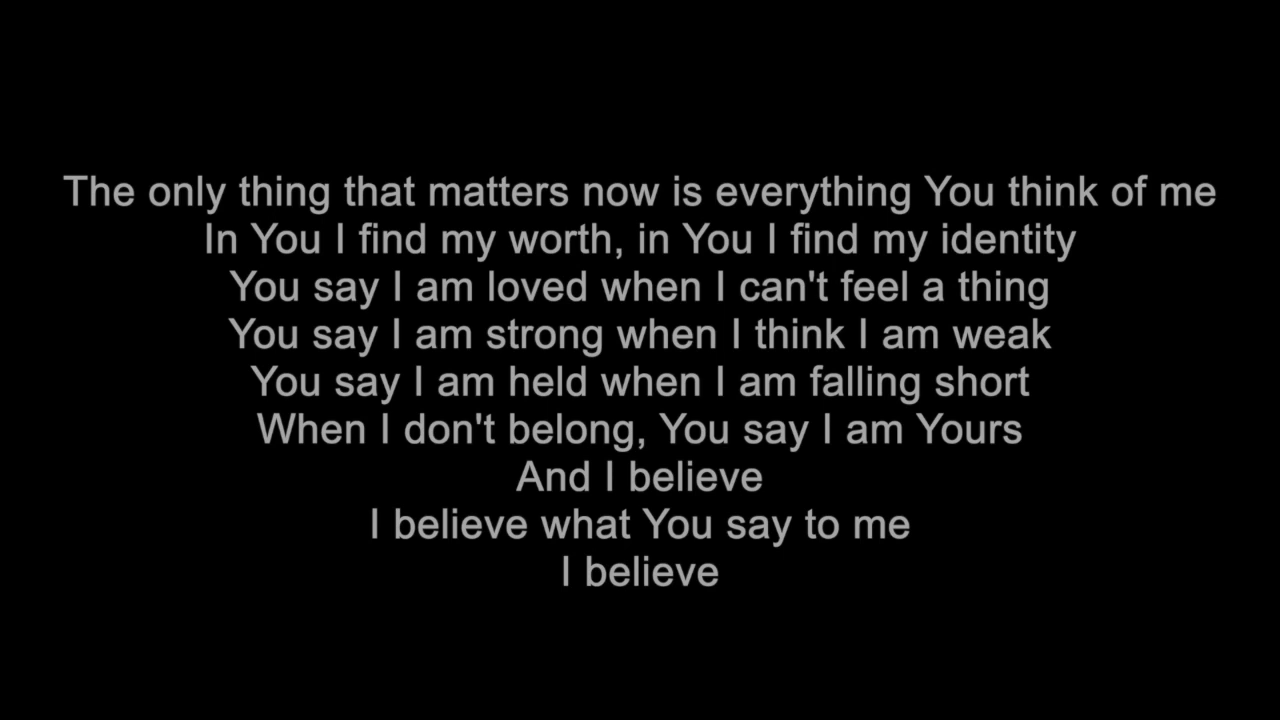 The only thing that matters now is everything You think of me
In You I find my worth, in You I find my identity
You say I am loved when I can't feel a thing
You say I am strong when I think I am weak
You say I am held when I am falling short
When I don't belong, You say I am Yours
And I believe
I believe what You say to me
I believe